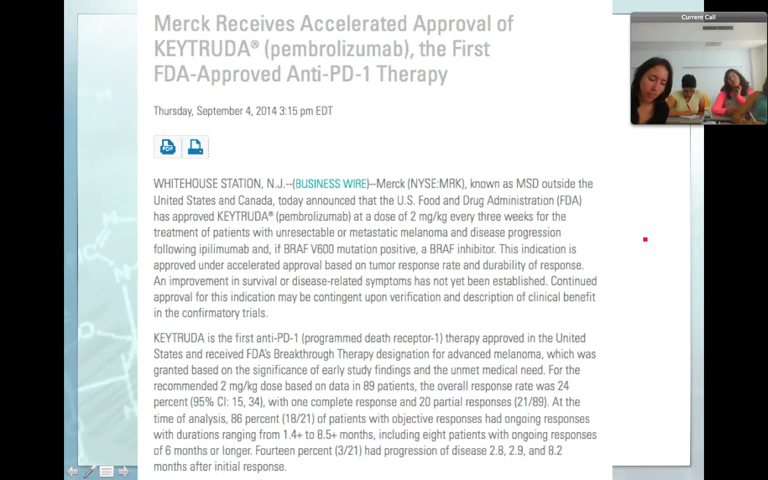 Merck Receives Accelerated Approval of
KEYTRUDA® (pembrolizumab), the First
FDA-Approved Anti-PD-1 Therapy
Thursday, September 4, 2014 3:15 pm EDT
PDF
WHITEHOUSE STATION, N.J.--(BUSINESS WIRE)--Merck (NYSE:MRK), known as MSD outside the
United States and Canada, today announced that the U.S. Food and Drug Administration (FDA)
has approved KEYTRUDA® (pembrolizumab) at a dose of 2 mg/kg every three weeks for the
treatment of patients with unresectable or metastatic melanoma and disease progression
following ipilimumab and, if BRAF V600 mutation positive, a BRAF inhibitor. This indication is
approved under accelerated approval based on tumor response rate and durability of response.
An improvement in survival or disease-related symptoms has not yet been established. Continued
approval for this indication may be contingent upon verification and description of clinical benefit
in the confirmatory trials.
KEYTRUDA is the first anti-PD-1 (programmed death receptor-1) therapy approved in the United
States and received FDA's Breakthrough Therapy designation for advanced melanoma, which was
granted based on the significance of early study findings and the unmet medical need. For the
recommended 2 mg/kg dose based on data in 89 patients, the overall response rate was 24
percent (95% CI: 15, 34), with one complete response and 20 partial responses (21/89). At the
time of analysis, 86 percent (18/21) of patients with objective responses had ongoing responses
with durations ranging from 1.4+ to 8.5+ months, including eight patients with ongoing responses
of 6 months or longer. Fourteen percent (3/21) had progression of disease 2.8, 2.9, and 8.2
months after initial response.
Current Call